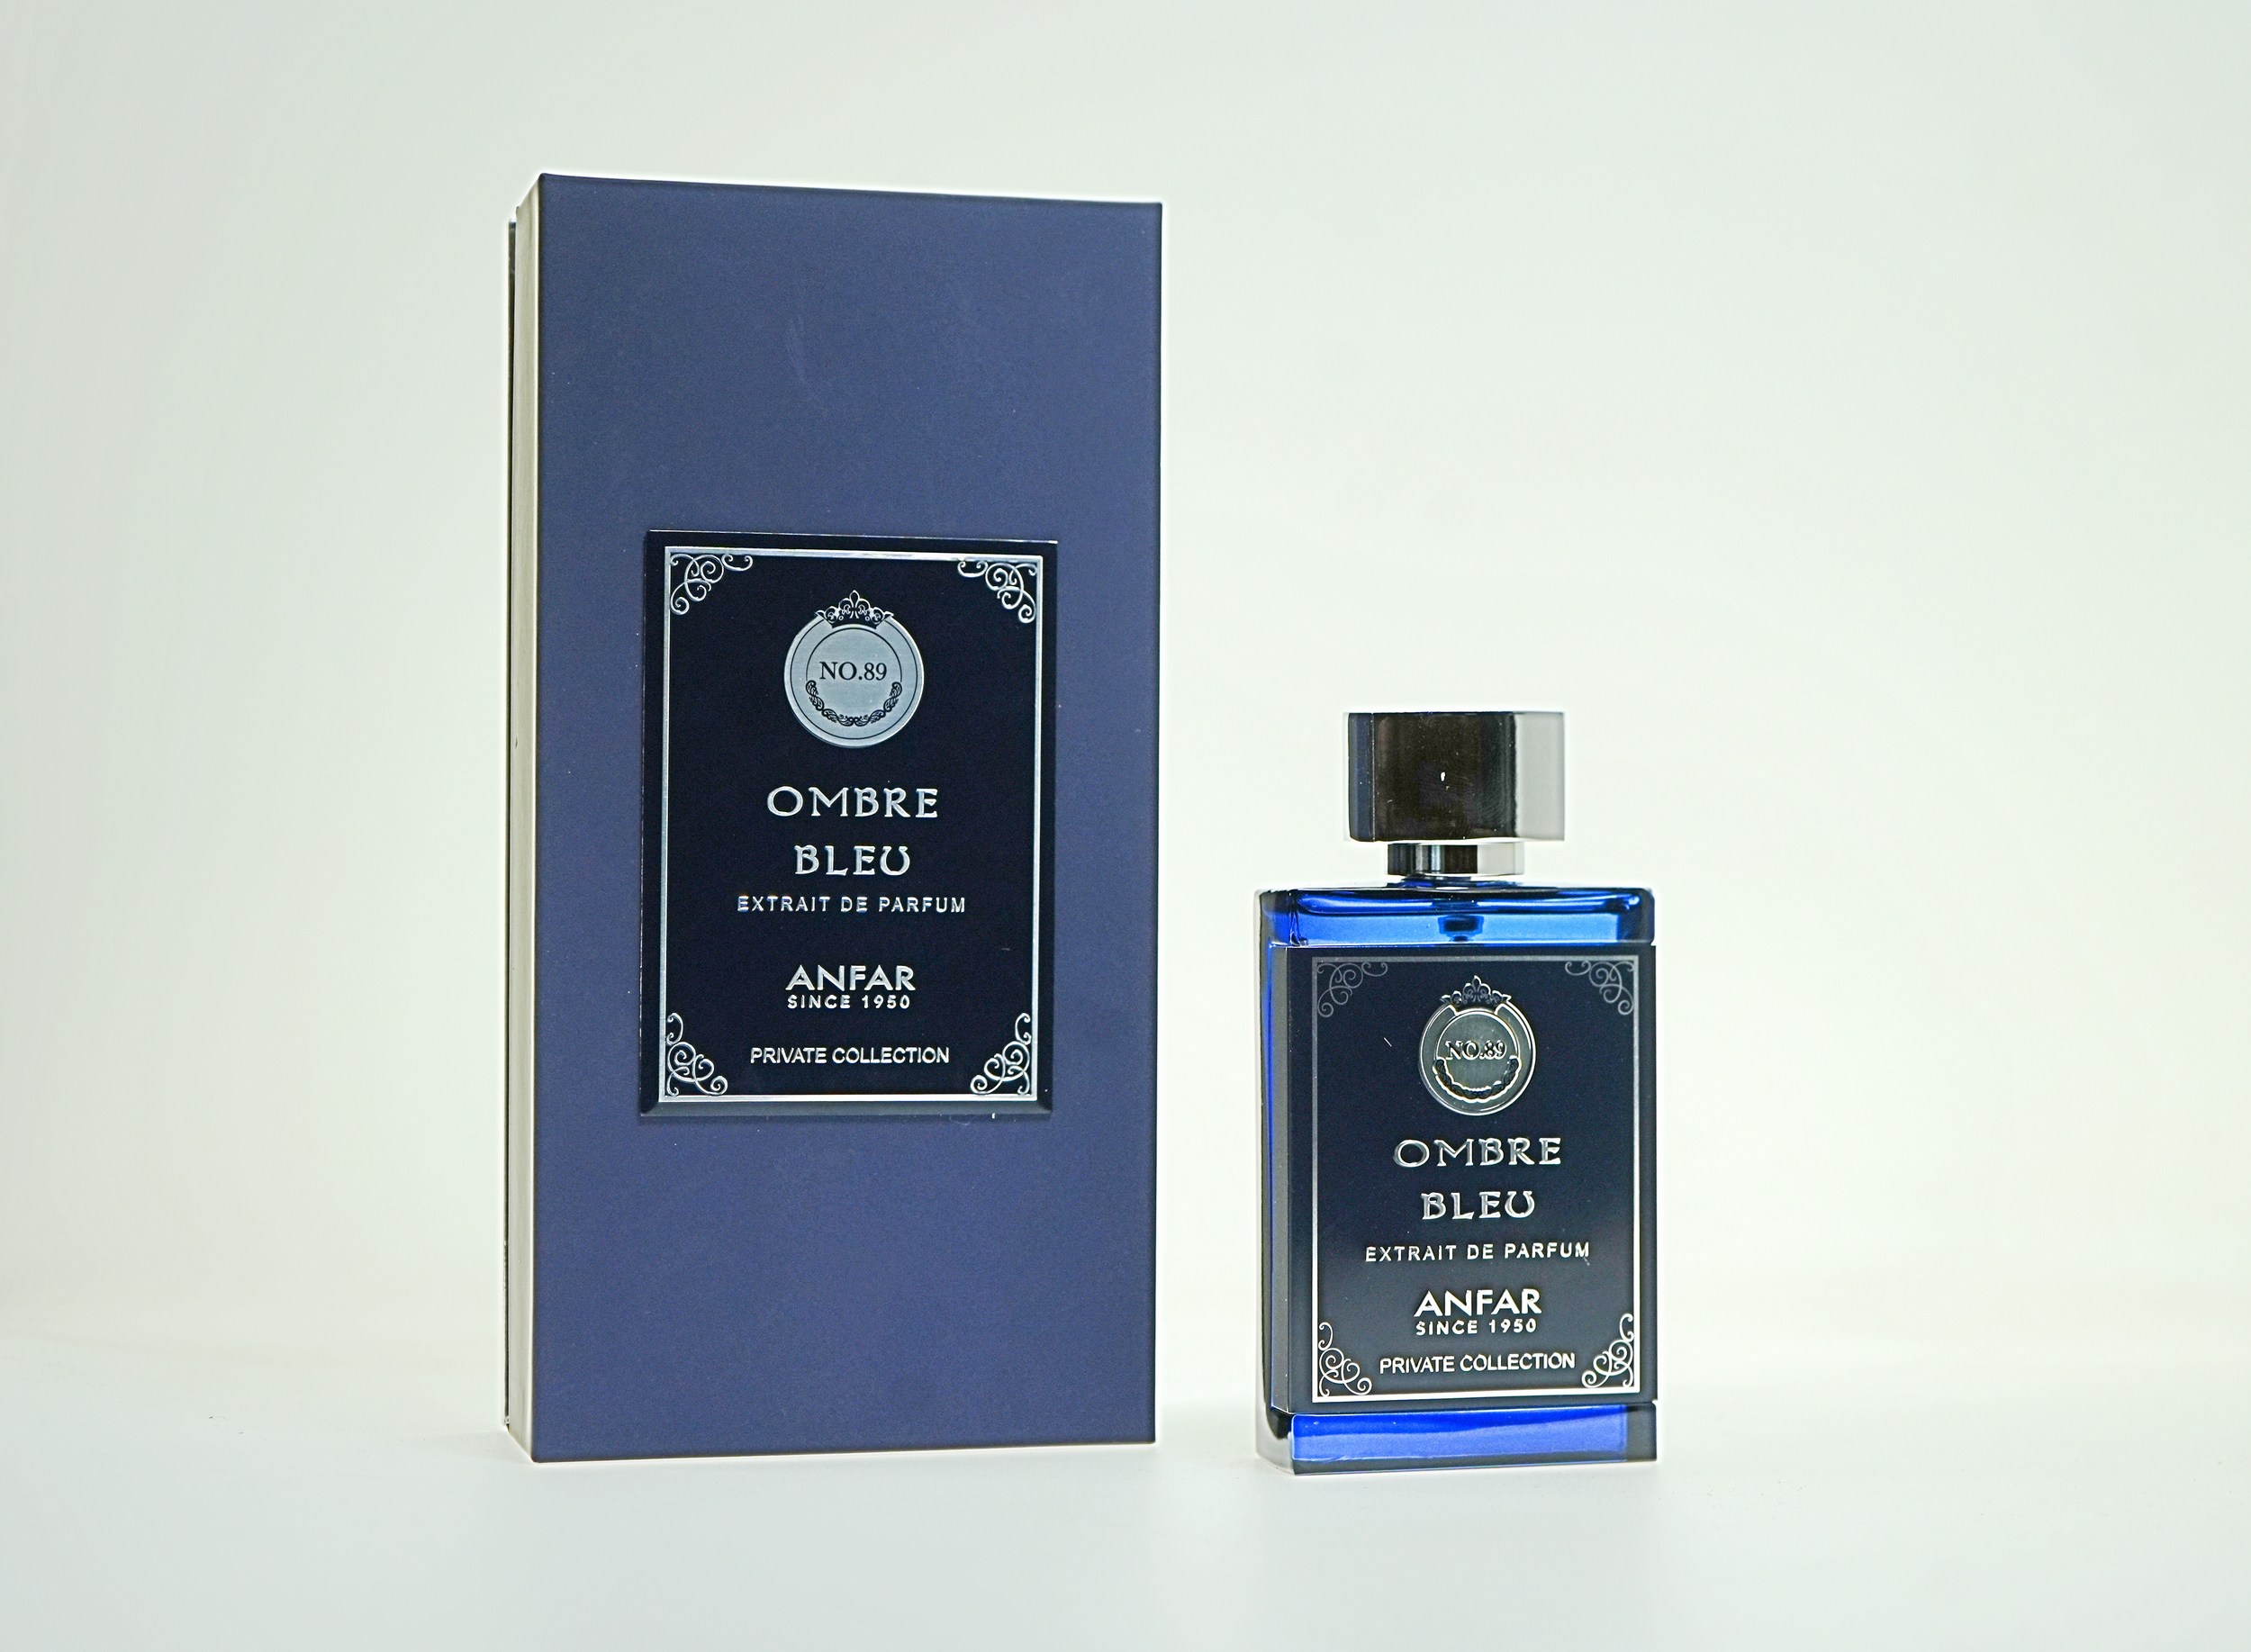 NO.89
OMBRE
BLEU
EXTRAIT DE PARFUM
ANFAR
SINCE 1950
PRIVATE COLLECTION
NO.89
OMBRE
BLEU
EXTRAIT DE PARFUM
ANFAR
SINCE 1950
PRIVATE COLLECTION